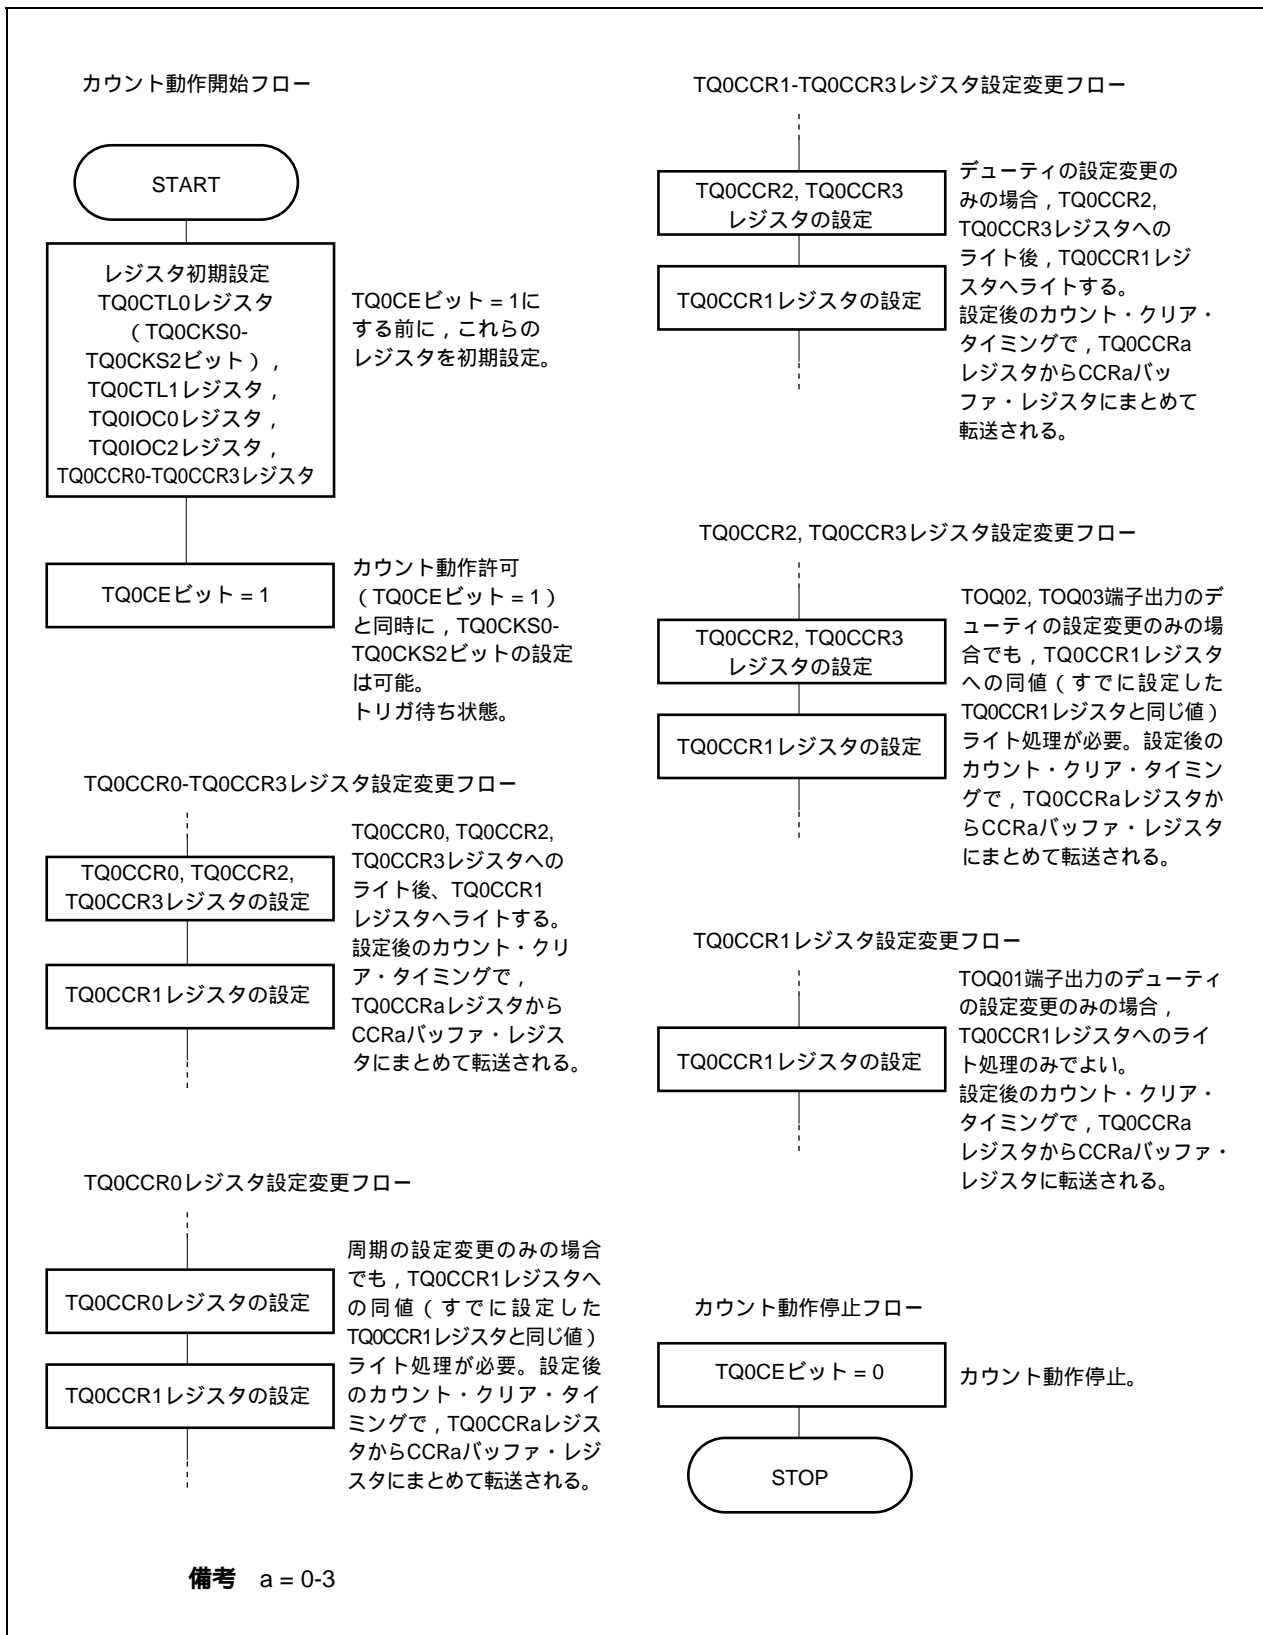 カウント動作開始フロー
START
レジスタ初期設定
TQ0CTL0レジスタ
（TQ0CKS0-
TQ0CKS2ビット），
TQ0CTL1レジスタ，
TQ0IOC0レジスタ，
TQ0IOC2レジスタ，
TQ0CCR0-TQ0CCR3レジスタ
TQ0CEビット = 1に
する前に，これらの
レジスタを初期設定。
TQ0CEビット = 1
カウント動作許可
（TQ0CEビット = 1）
と同時に，TQ0CKS0-
TQ0CKS2ビットの設定
は可能。
トリガ待ち状態。
TQ0CCR0-TQ0CCR3レジスタ設定変更フロー
TQ0CCR0, TQ0CCR2,
TQ0CCR3レジスタの設定
TQ0CCR1レジスタの設定
TQ0CCR0, TQ0CCR2,
TQ0CCR3レジスタへの
ライト後、TQ0CCR1
レジスタへライトする。
設定後のカウント・クリ
ア・タイミングで，
TQ0CCRaレジスタから
CCRaバッファ・レジス
タにまとめて転送される。
TQ0CCR0レジスタ設定変更フロー
TQ0CCR0レジスタの設定
TQ0CCR1レジスタの設定
周期の設定変更のみの場合
でも，TQ0CCR1レジスタへ
の同値（すでに設定した
TQ0CCR1レジスタと同じ値）
ライト処理が必要。設定後
のカウント・クリア・タイ
ミングで，TQ0CCRaレジス
タからCCRaバッファ・レジ
スタにまとめて転送される。
TQ0CCR1-TQ0CCR3レジスタ設定変更フロー
TQ0CCR2, TQ0CCR3
レジスタの設定
TQ0CCR1レジスタの設定
デューティの設定変更の
みの場合，TQ0CCR2,
TQ0CCR3レジスタへの
ライト後，TQ0CCR1レジ
スタへライトする。
設定後のカウント・クリア・
タイミングで，TQ0CCRa
レジスタからCCRaバッ
ファ・レジスタにまとめて
転送される。
TQ0CCR2, TQ0CCR3レジスタ設定変更フロー
TQ0CCR2, TQ0CCR3
レジスタの設定
TQ0CCR1レジスタの設定
TOQ02, TOQ03端子出力のデ
ューティの設定変更のみの場
合でも，TQ0CCR1レジスタ
への同値（すでに設定した
TQ0CCR1レジスタと同じ値）
ライト処理が必要。設定後の
カウント・クリア・タイミン
グで，TQ0CCRaレジスタか
らCCRaバッファ・レジスタ
にまとめて転送される。
TQ0CCR1レジスタ設定変更フロー
TQ0CCR1レジスタの設定
TOQ01端子出力のデューティ
の設定変更のみの場合，
TQ0CCR1レジスタへのライ
ト処理のみでよい。
設定後のカウント・クリア・
タイミングで，TQ0CCRa
レジスタからCCRaバッファ・
レジスタに転送される。
カウント動作停止フロー
TQ0CEビット = 0
カウント動作停止。
STOP
備考 a = 0-3